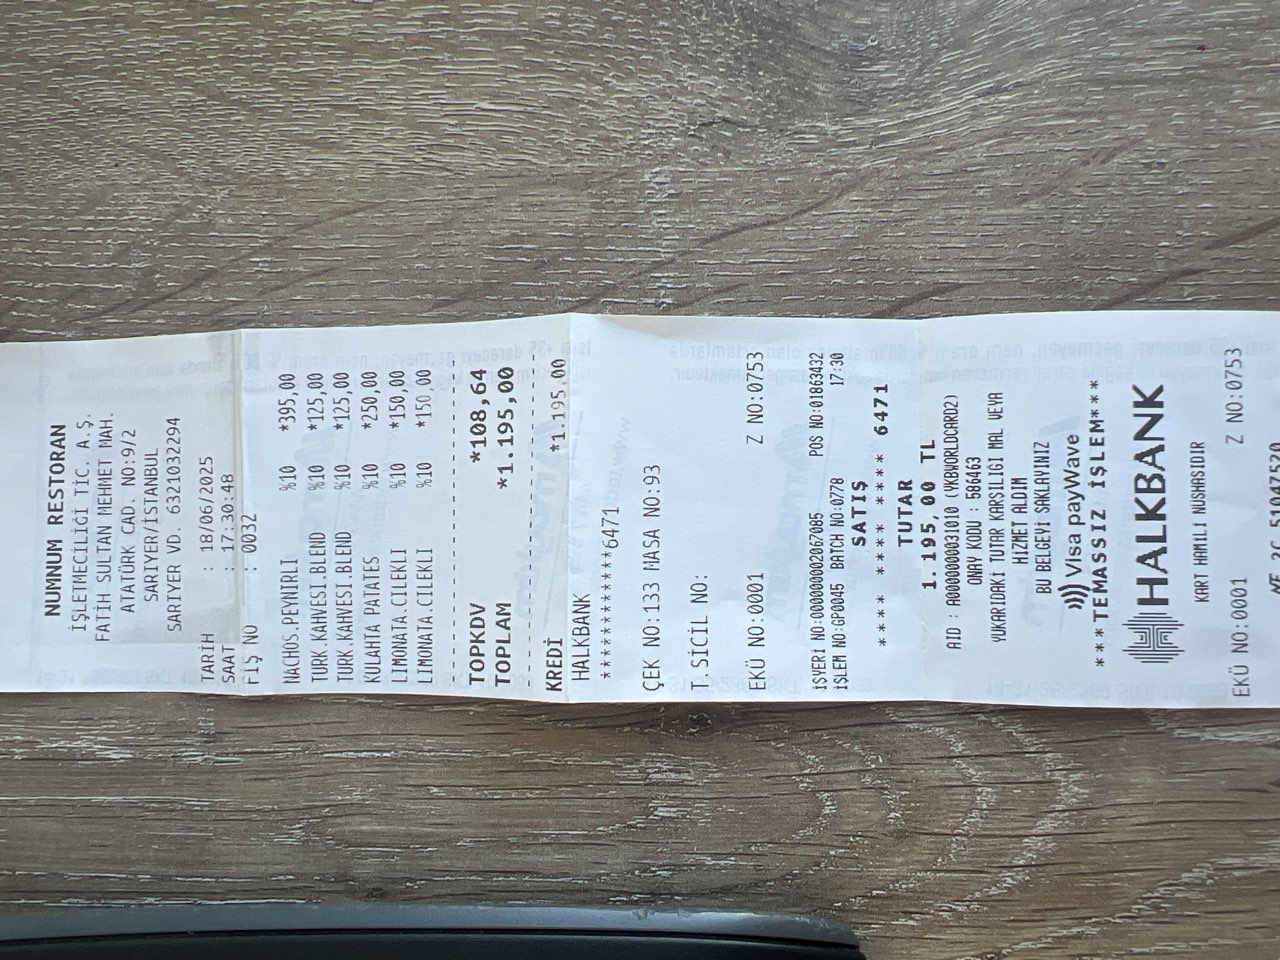 NUMNUM RESTORAN
İŞLETMECİLİĞİ TİC. A.Ş.
FATİH SULTAN MEHMET MAH.
ATATÜRK CAD. NO:9/2
SARIYER/İSTANBUL
SARIYER VD. 6321032294
TARİH : 18/06/2025
SAAT : 17:30:48
FİŞ NO : 0032
NACHOS.PEYNIRLI %10 *395,00
TURK.KAHVESI.BLEND %10 *125,00
TURK.KAHVESI.BLEND %10 *125,00
KULAHTA PATATES %10 *250,00
LIMONATA.CILEKLI %10 *150,00
LIMONATA.CILEKLI %10 *150,00
TOPKDV *108,64
TOPLAM *1.195,00
KREDİ *1.195,00
HALKBANK
************6471
ÇEK NO:133 MASA NO:93
T.SİCİL NO:
EKÜ NO:0001 Z NO:0753
İŞYERİ NO:000000002067085 POS NO:01863432
İŞLEM NO:GP0045 BATCH NO:0778 17:30
SATIŞ
**** **** **** 6471
TUTAR
1.195,00 TL
AID : A0000000031010 (YKBWORLDCARD2)
ONAY KODU : 586463
YUKARIDAKİ TUTAR KARŞILIĞI MAL VEYA
HİZMET ALDIM
BU BELGEYİ SAKLAYINIZ
Visa payWave
***TEMASSIZ İŞLEM***
HALKBANK
KART HAMİLİ NÜSHASIDIR
EKÜ NO:0001 Z NO:0753
2C 51047520